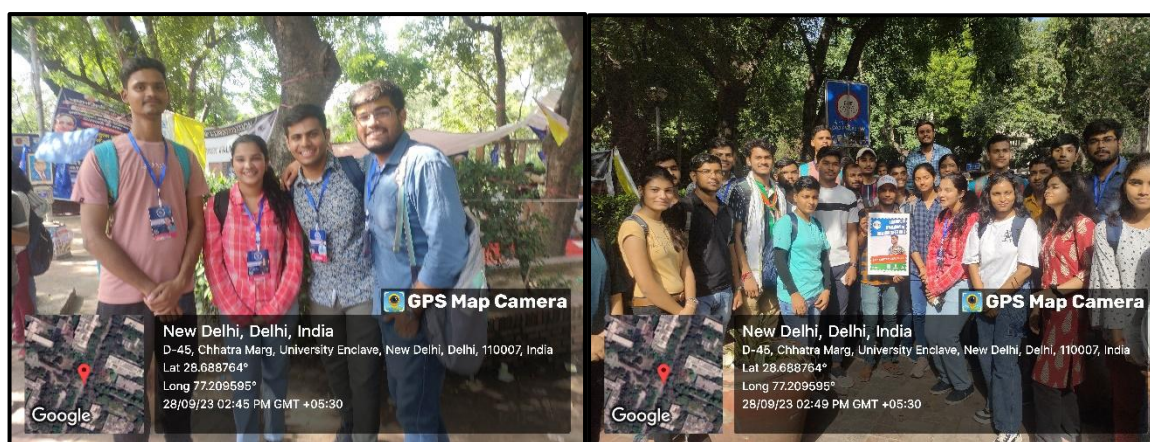 GPS Map Camera
New Delhi, Delhi, India
D-45, Chhatra Marg, University Enclave, New Delhi, Delhi, 110007, India
Lat 28.688764°
Long 77.209595°
28/09/23 02:45 PM GMT +05:30
Google
GPS Map Camera
New Delhi, Delhi, India
D-45, Chhatra Marg, University Enclave, New Delhi, Delhi, 110007, India
Lat 28.688764°
Long 77.209595°
28/09/23 02:49 PM GMT +05:30
Google